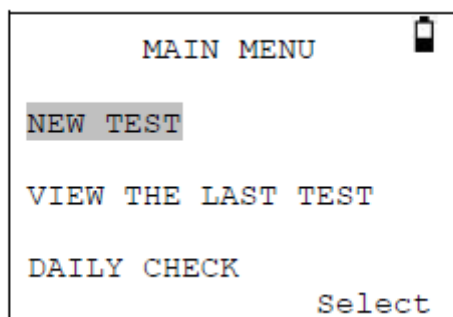 MAIN MENU
NEW TEST
VIEW THE LAST TEST
DAILY CHECK
Select